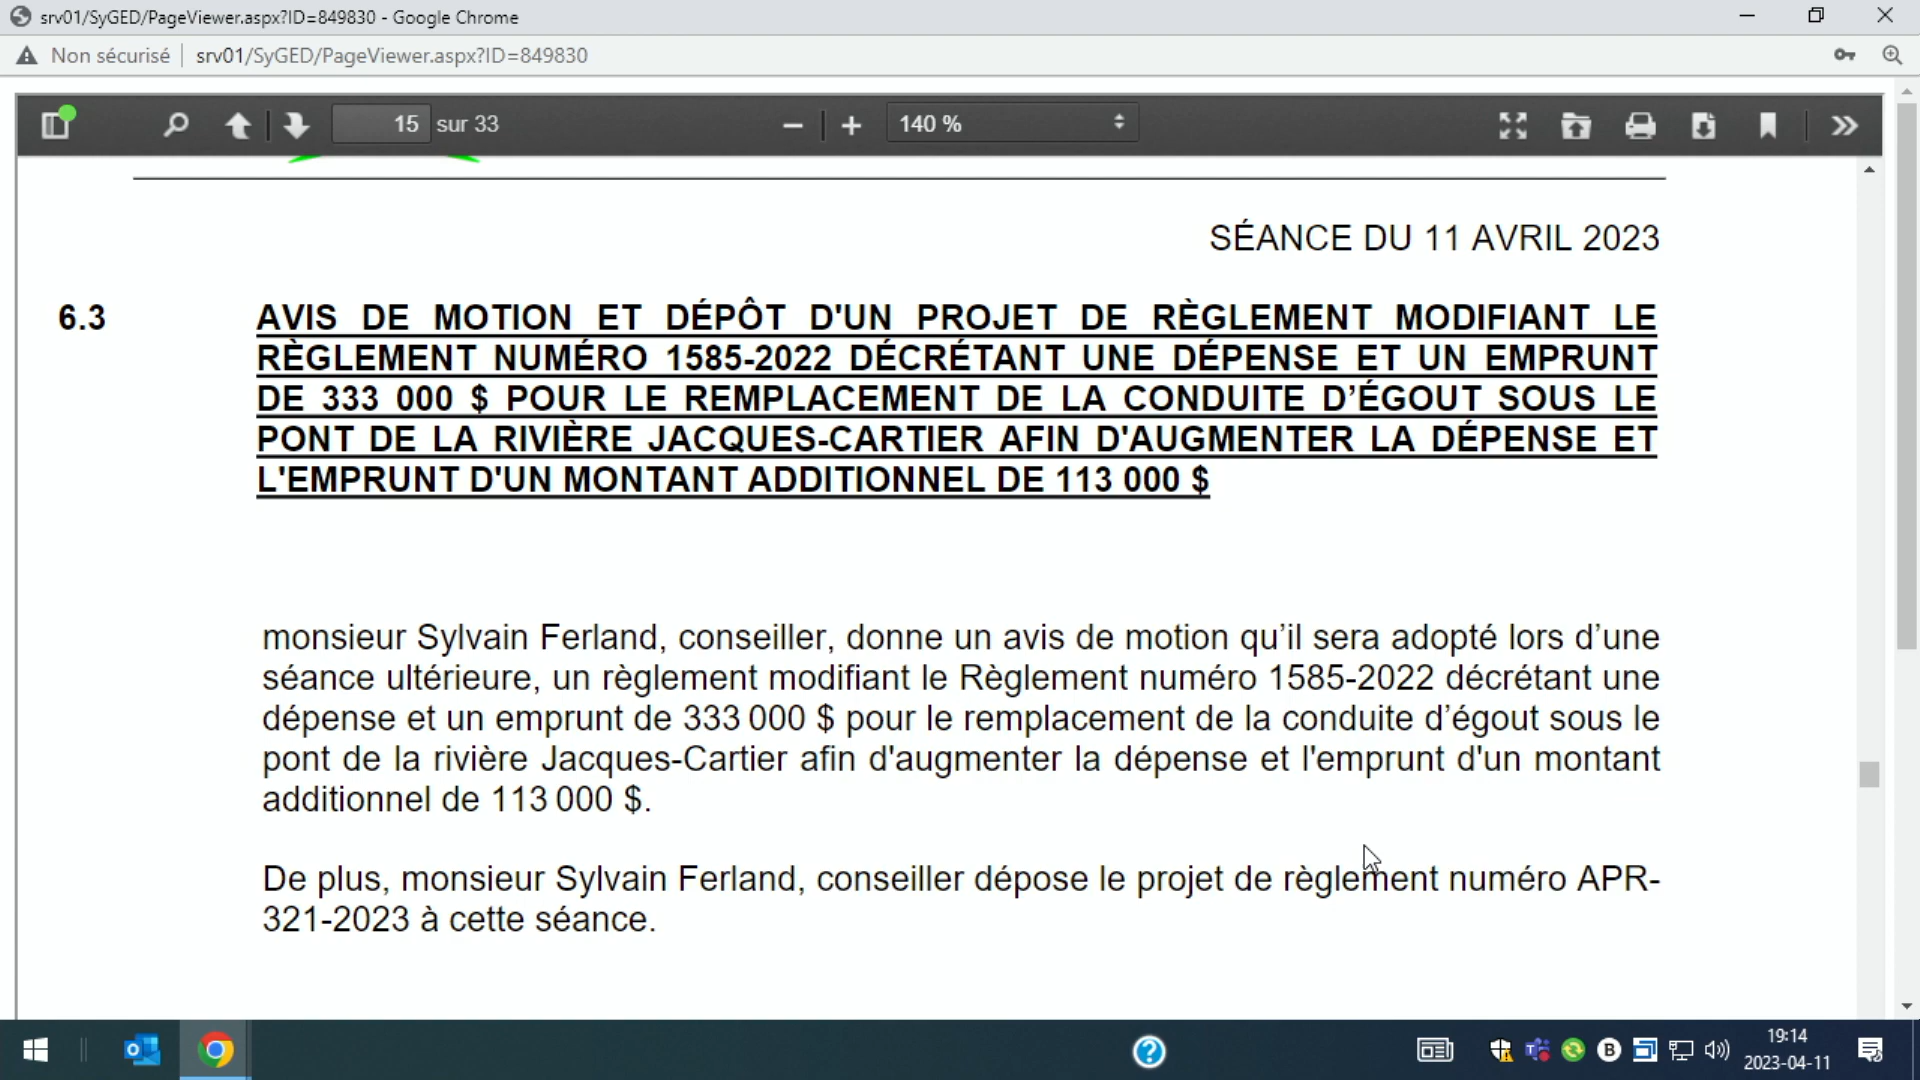 srv01/SyGED/PageViewer.aspx?ID=849830 - Google Chrome
Non sécurisé srv01/SyGED/PageViewer.aspx?ID=849830
15 sur 33 140 %
SÉANCE DU 11 AVRIL 2023
6.3 AVIS DE MOTION ET DÉPÔT D'UN PROJET DE RÈGLEMENT MODIFIANT LE
RÈGLEMENT NUMÉRO 1585-2022 DÉCRÉTANT UNE DÉPENSE ET UN EMPRUNT
DE 333 000 $ POUR LE REMPLACEMENT DE LA CONDUITE D’ÉGOUT SOUS LE
PONT DE LA RIVIÈRE JACQUES-CARTIER AFIN D'AUGMENTER LA DÉPENSE ET
L'EMPRUNT D'UN MONTANT ADDITIONNEL DE 113 000 $
monsieur Sylvain Ferland, conseiller, donne un avis de motion qu’il sera adopté lors d’une
séance ultérieure, un règlement modifiant le Règlement numéro 1585-2022 décrétant une
dépense et un emprunt de 333 000 $ pour le remplacement de la conduite d’égout sous le
pont de la rivière Jacques-Cartier afin d'augmenter la dépense et l'emprunt d'un montant
additionnel de 113 000 $.
De plus, monsieur Sylvain Ferland, conseiller dépose le projet de règlement numéro APR-
321-2023 à cette séance.
19:14
2023-04-11